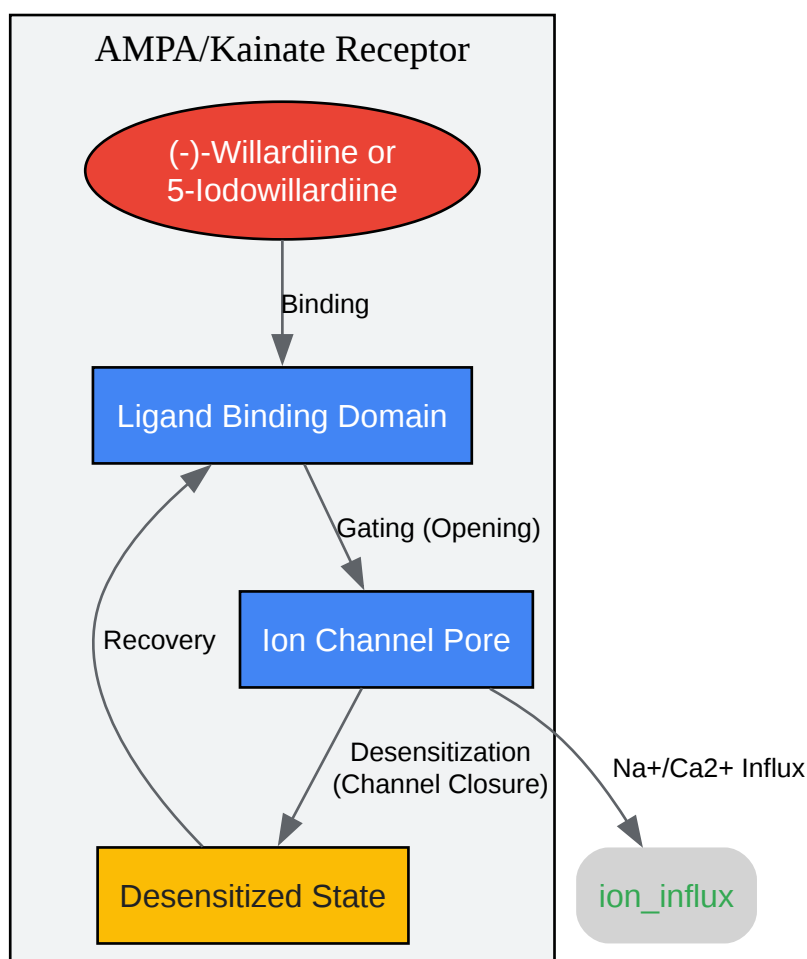 AMPA/Kainate Receptor
(-)-Willardiine or
5-Iodowillardiine
Binding
Ligand Binding Domain
Gating (Opening)
Recovery
Ion Channel Pore
Desensitization
(Channel Closure)
Na+/Ca2+ Influx
Desensitized State
ion_influx